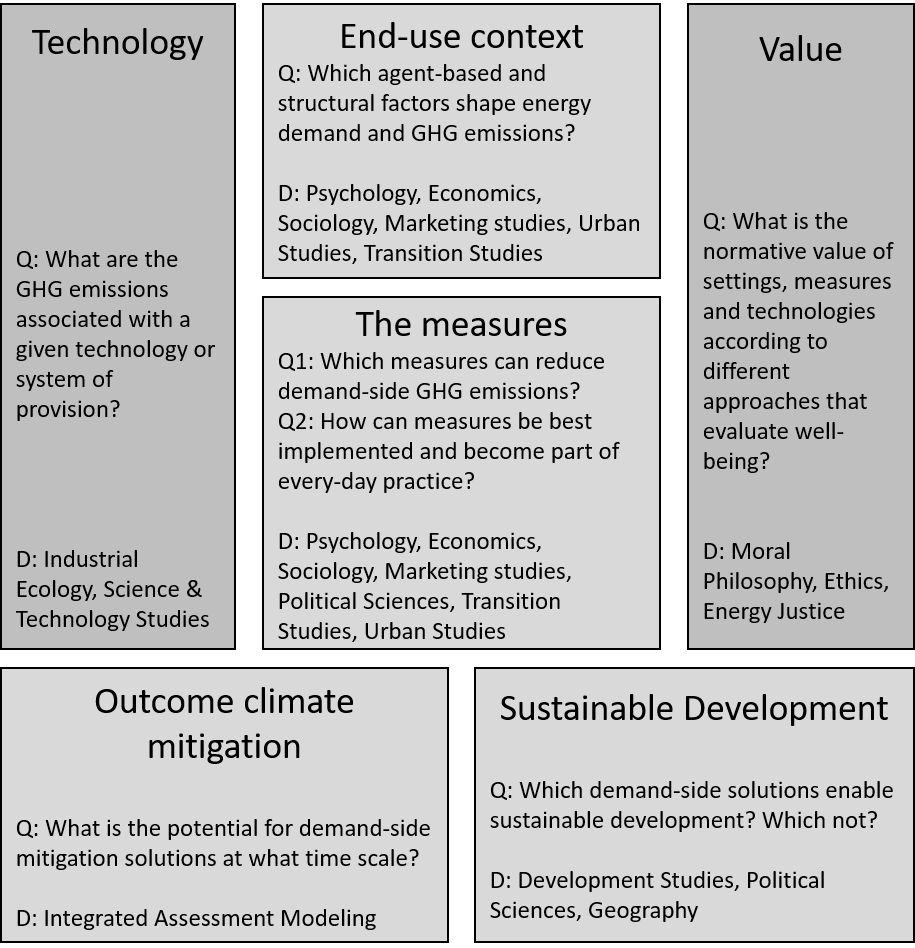 Technology
Q: What are the
GHG emissions
associated with a
given technology or
system of
provision?
D: Industrial
Ecology, Science &
Technology Studies
End-use context
Q: Which agent-based and
structural factors shape energy
demand and GHG emissions?
D: Psychology, Economics,
Sociology, Marketing studies, Urban
Studies, Transition Studies
The measures
Q1: Which measures can reduce
demand-side GHG emissions?
Q2: How can measures be best
implemented and become part of
every-day practice?
D: Psychology, Economics,
Sociology, Marketing studies,
Political Sciences, Transition
Studies, Urban Studies
Value
Q: What is the
normative value of
settings, measures
and technologies
according to
different
approaches that
evaluate well-
being?
D: Moral
Philosophy, Ethics,
Energy Justice
Outcome climate
mitigation
Q: What is the potential for demand-side
mitigation solutions at what time scale?
D: Integrated Assessment Modeling
Sustainable Development
Q: Which demand-side solutions enable
sustainable development? Which not?
D: Development Studies, Political
Sciences, Geography